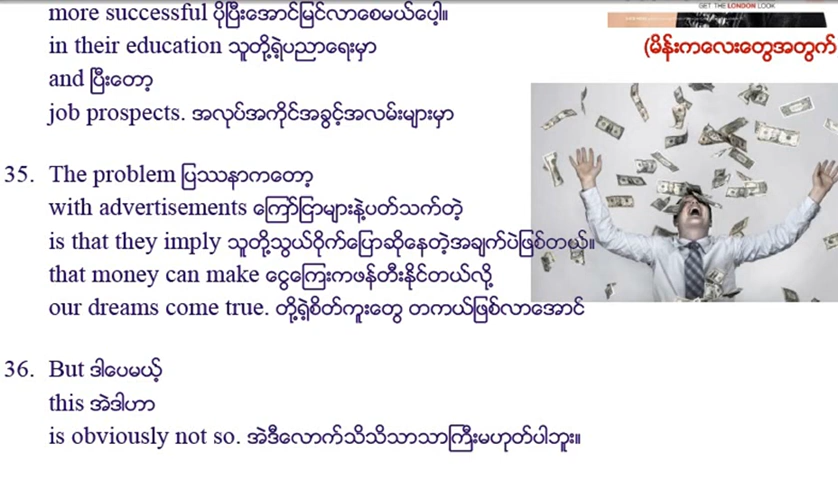 more successful ပိုပြီးအောင်မြင်လာစေမယ်ပေါ့။
in their education သူတို့ရဲ့ပညာရေးမှာ
and ပြီးတော့
job prospects. အလုပ်အကိုင်အခွင့်အလမ်းများမှာ
GET THE LONDON LOOK
(မိန်းကလေးတွေအတွက်
35. The problem ပြဿနာကတော့
with advertisements ကြော်ငြာများနဲ့ပတ်သက်တဲ့
is that they imply သူတို့သွယ်ဝိုက်ပြောဆိုနေတဲ့အချက်ပဲဖြစ်တယ်။
that money can make ငွေကြေးကဖန်တီးနိုင်တယ်လို့
our dreams come true. တို့ရဲ့စိတ်ကူးတွေ တကယ်ဖြစ်လာအောင်
36. But ဒါပေမယ့်
this အဲဒါဟာ
is obviously not so. အဲဒီလောက်သိသိသာသာကြီးမဟုတ်ပါဘူး။